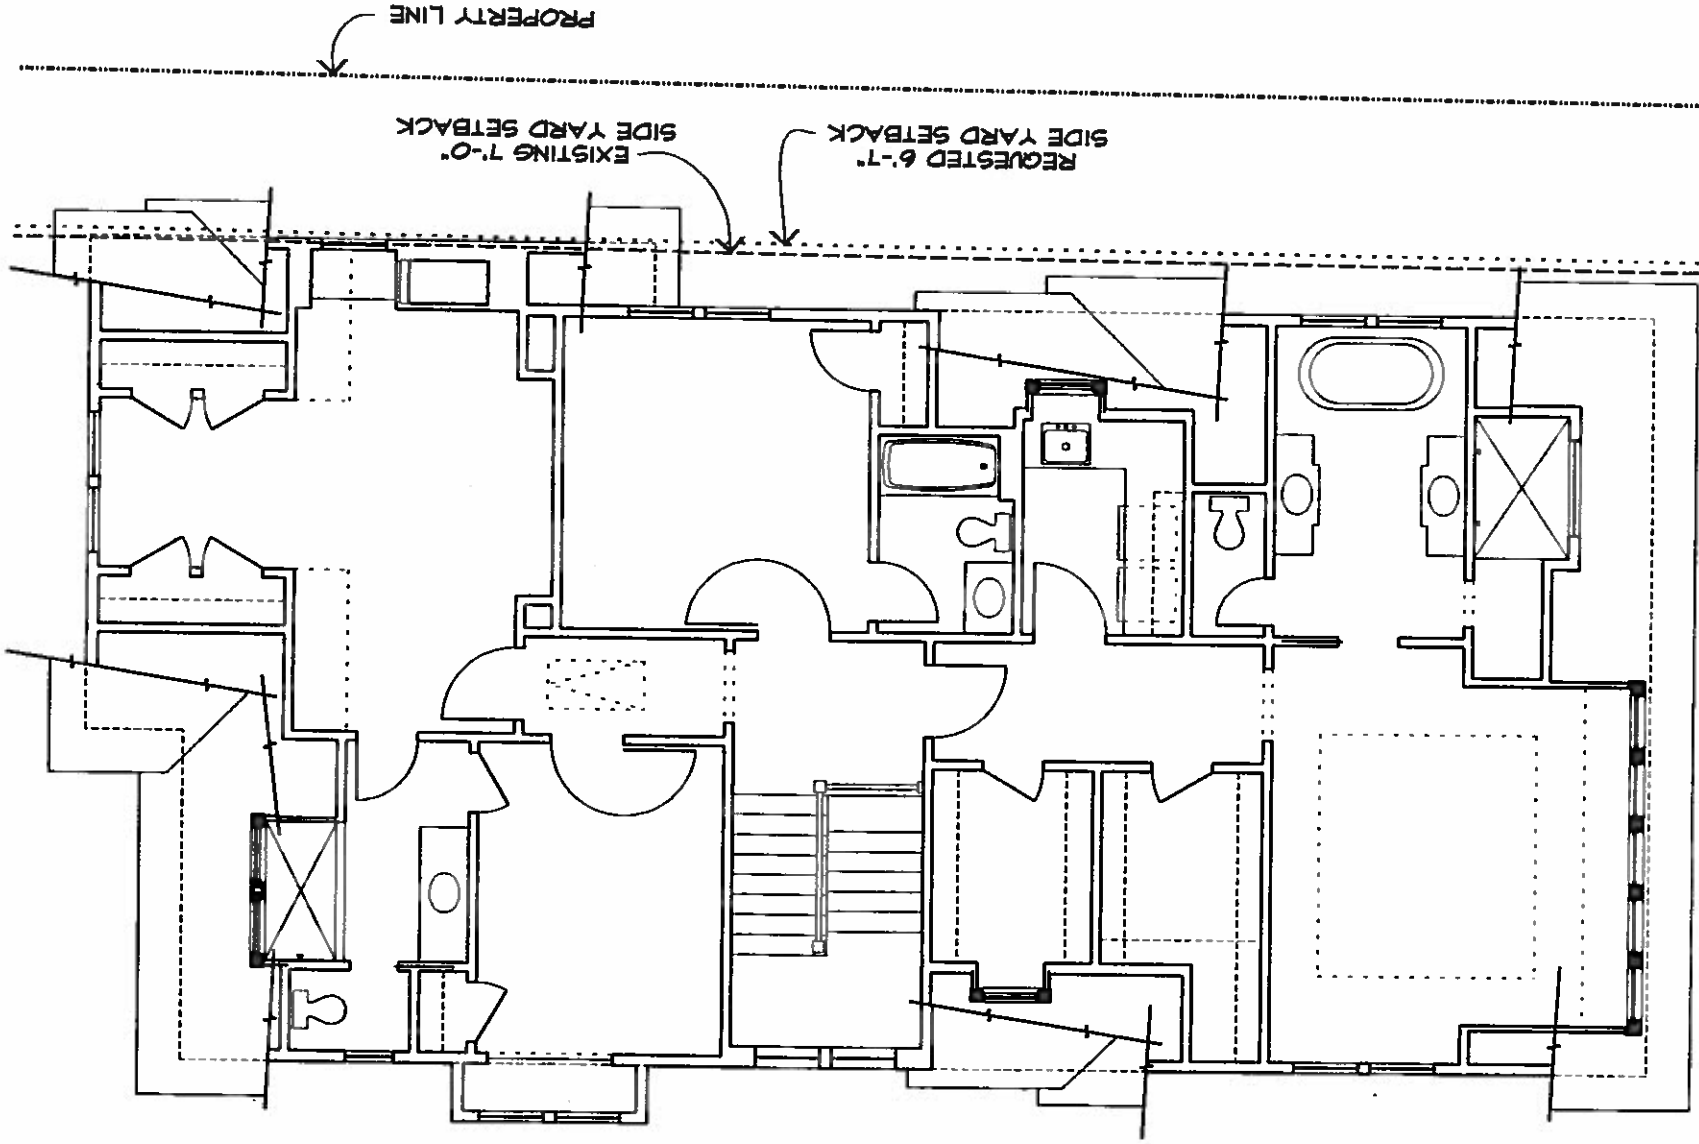 REQUESTED 6'-7"
SIDE YARD SETBACK
EXISTING 7'-0"
SIDE YARD SETBACK
PROPERTY LINE